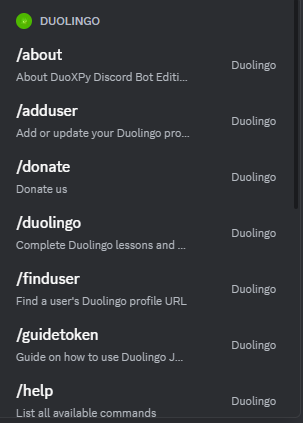 DUOLINGO
/about
About DuoXPy Discord Bot Editi... Duolingo
/adduser
Add or update your Duolingo pro... Duolingo
/donate
Donate us Duolingo
/duolingo
Complete Duolingo lessons and ... Duolingo
/finduser
Find a user's Duolingo profile URL Duolingo
/guidetoken
Guide on how to use Duolingo J... Duolingo
/help
List all available commands Duolingo